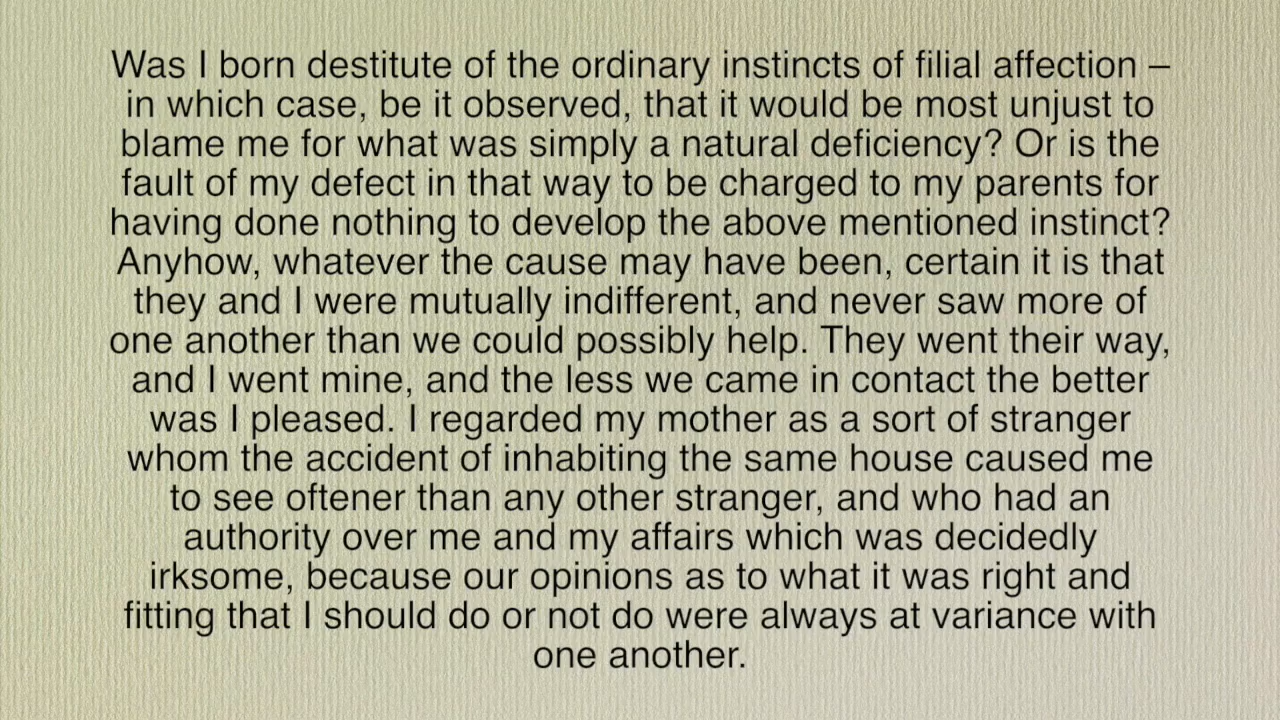 Was I born destitute of the ordinary instincts of filial affection –
in which case, be it observed, that it would be most unjust to
blame me for what was simply a natural deficiency? Or is the
fault of my defect in that way to be charged to my parents for
having done nothing to develop the above mentioned instinct?
Anyhow, whatever the cause may have been, certain it is that
they and I were mutually indifferent, and never saw more of
one another than we could possibly help. They went their way,
and I went mine, and the less we came in contact the better
was I pleased. I regarded my mother as a sort of stranger
whom the accident of inhabiting the same house caused me
to see oftener than any other stranger, and who had an
authority over me and my affairs which was decidedly
irksome, because our opinions as to what it was right and
fitting that I should do or not do were always at variance with
one another.